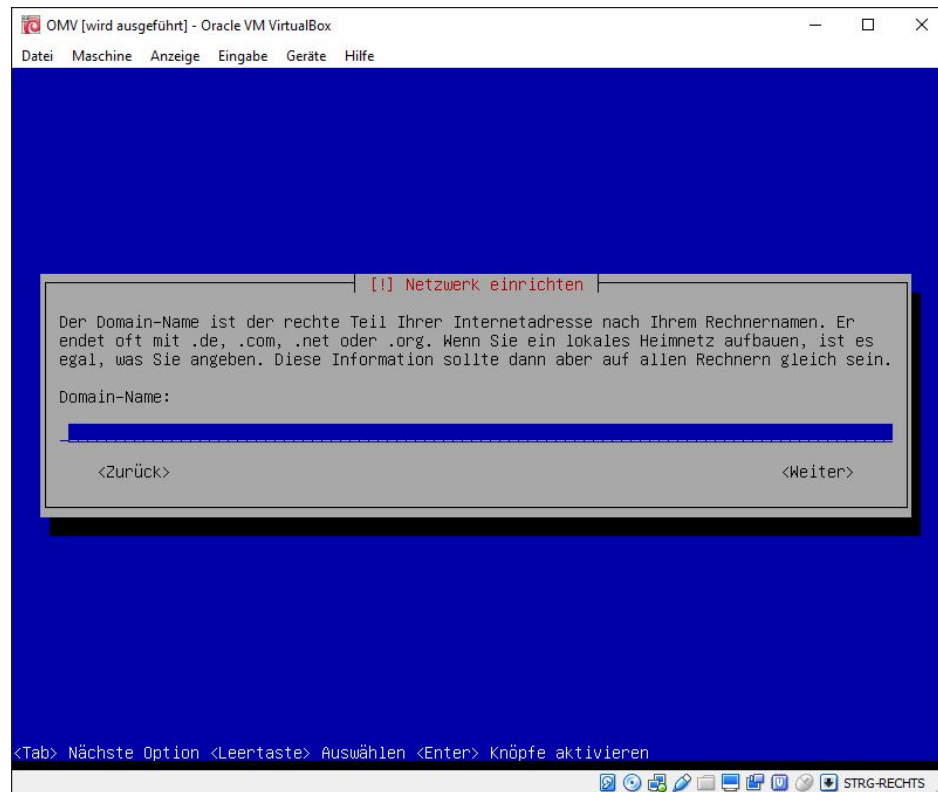 OMV [wird ausgeführt] - Oracle VM VirtualBox
Datei Maschine Anzeige Eingabe Geräte Hilfe
[!] Netzwerk einrichten
Der Domain-Name ist der rechte Teil Ihrer Internetadresse nach Ihrem Rechnernamen. Er
endet oft mit .de, .com, .net oder .org. Wenn Sie ein lokales Heimnetz aufbauen, ist es
egal, was Sie angeben. Diese Information sollte dann aber auf allen Rechnern gleich sein.
Domain-Name:
<Zurück> <Weiter>
<Tab> Nächste Option <Leertaste> Auswählen <Enter> Knöpfe aktivieren
STRG-RECHTS